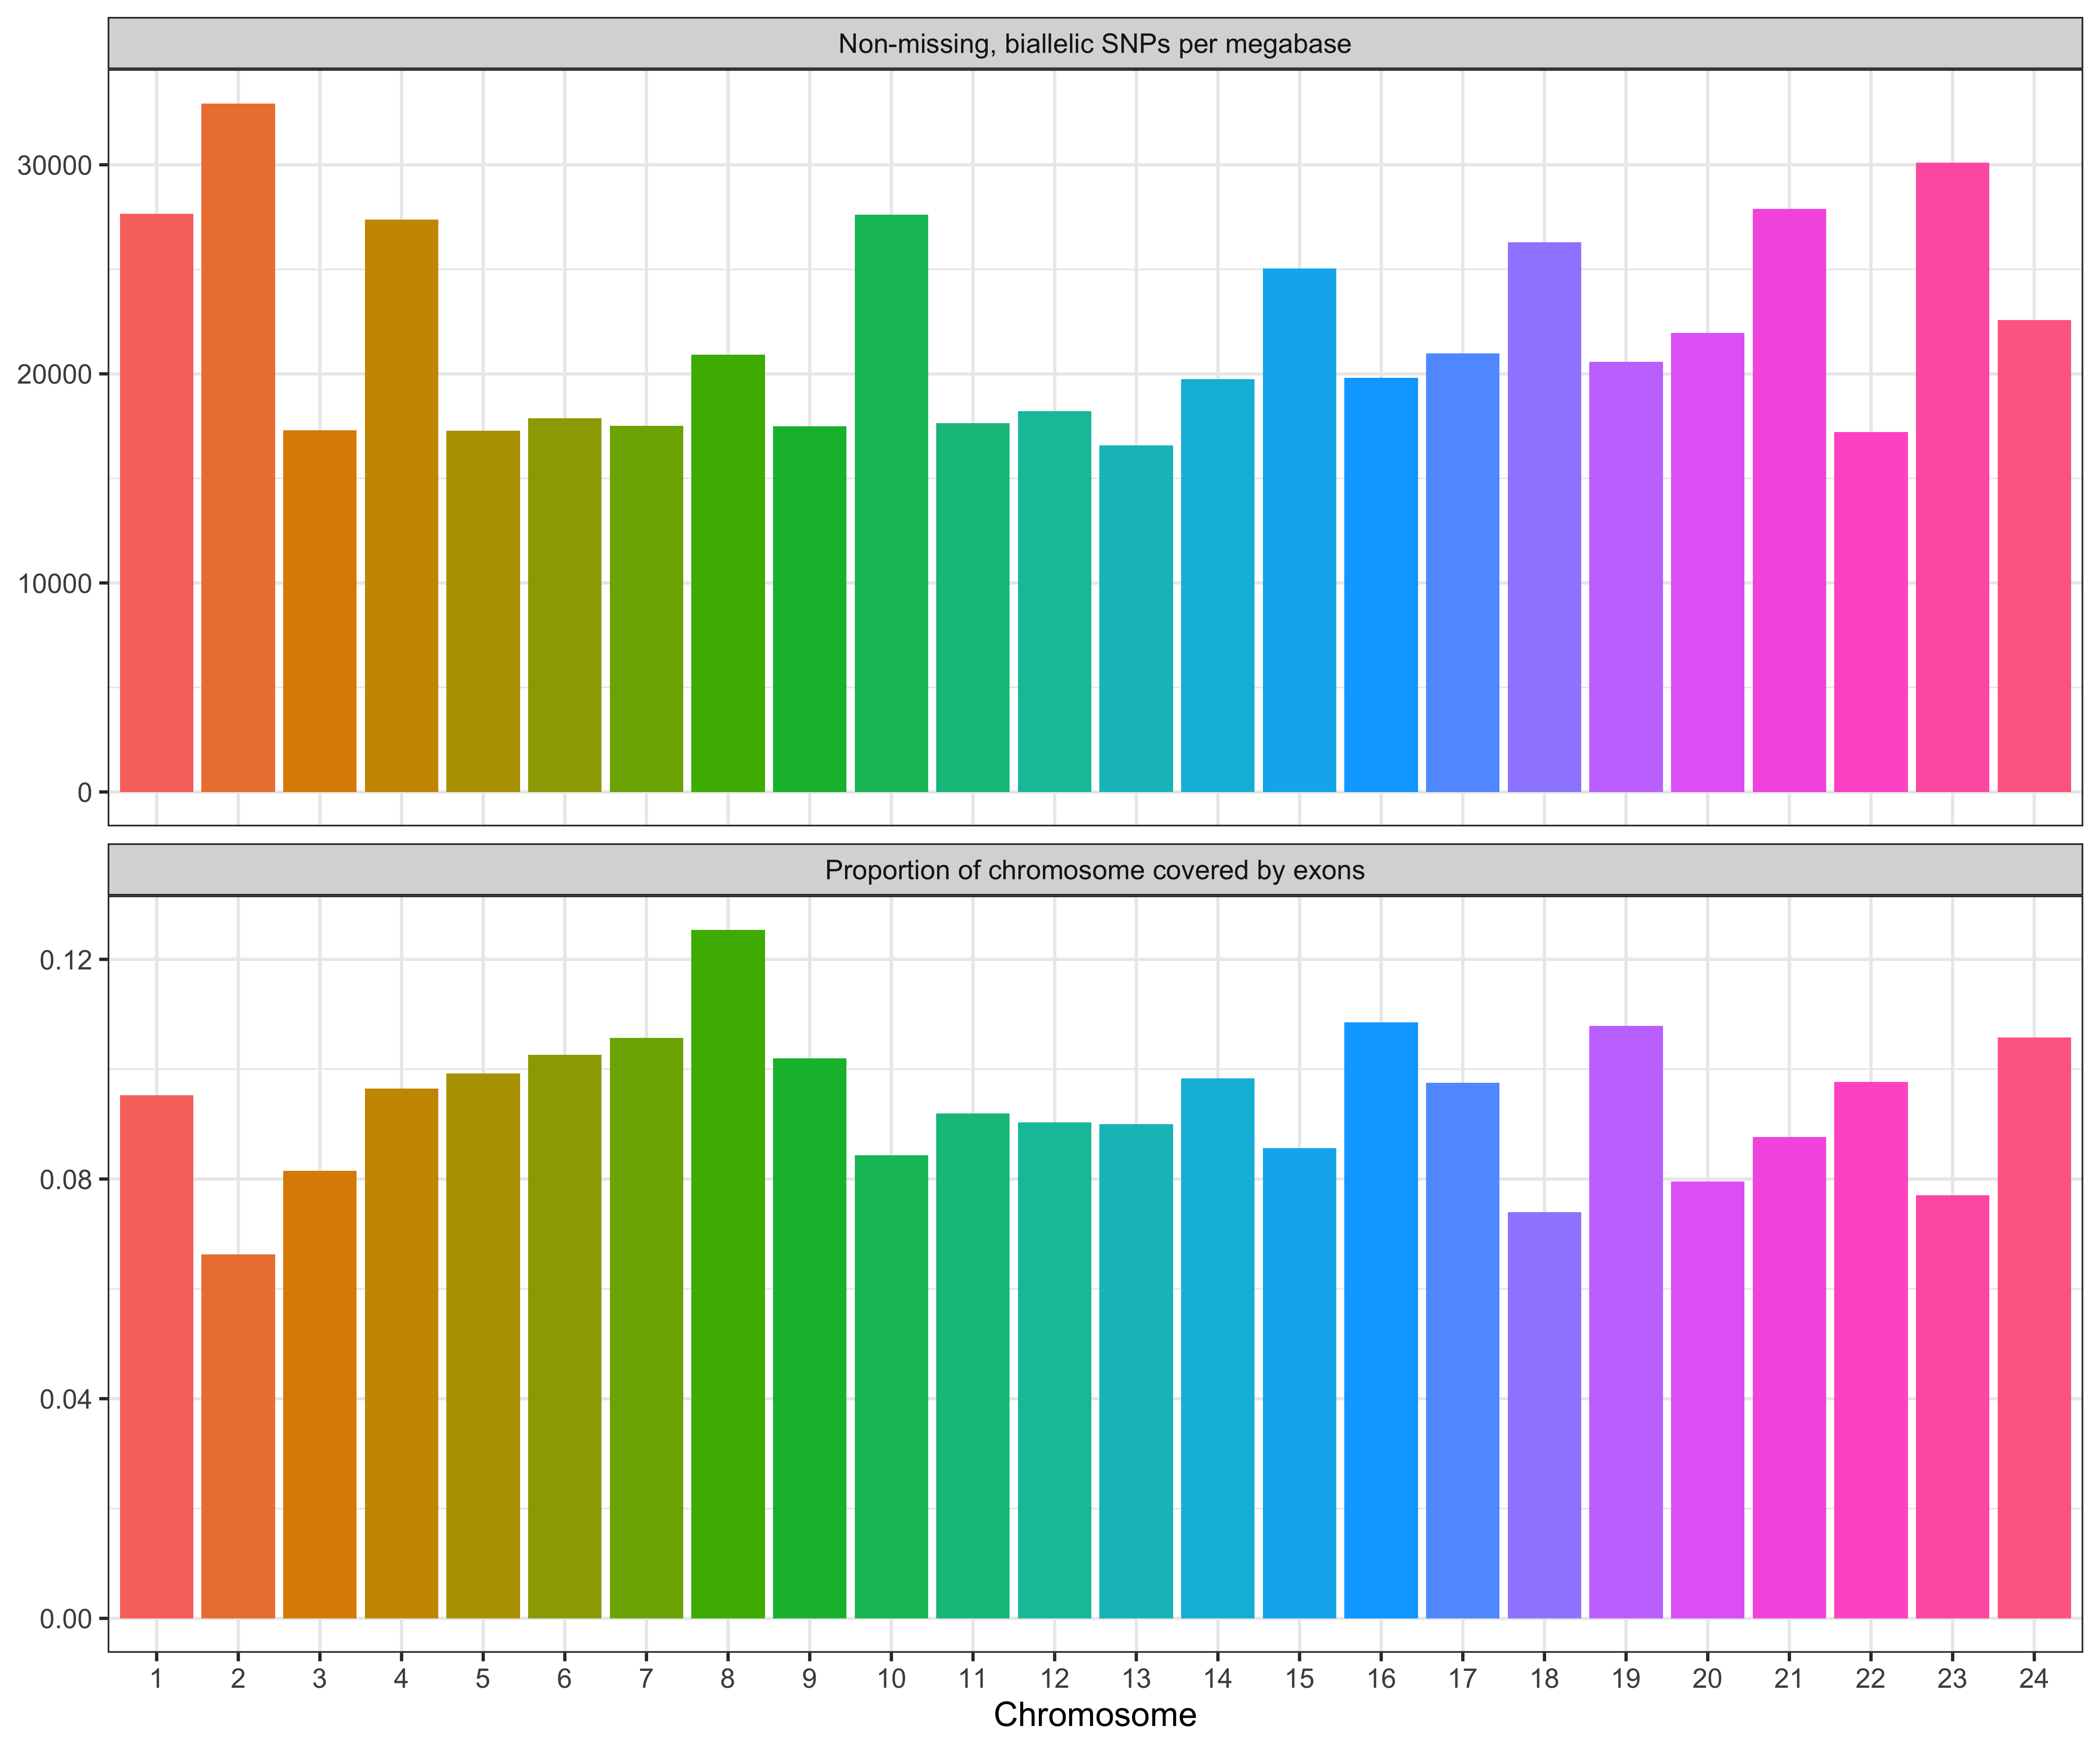 Non-missing, biallelic SNPs per megabase
30000
20000
10000
0
Proportion of chromosome covered by exons
0.12
0.08
0.04
0.00
1 2 3 4 5 6 7 8 9 10 11 12 13 14 15 16 17 18 19 20 21 22 23 24
Chromosome